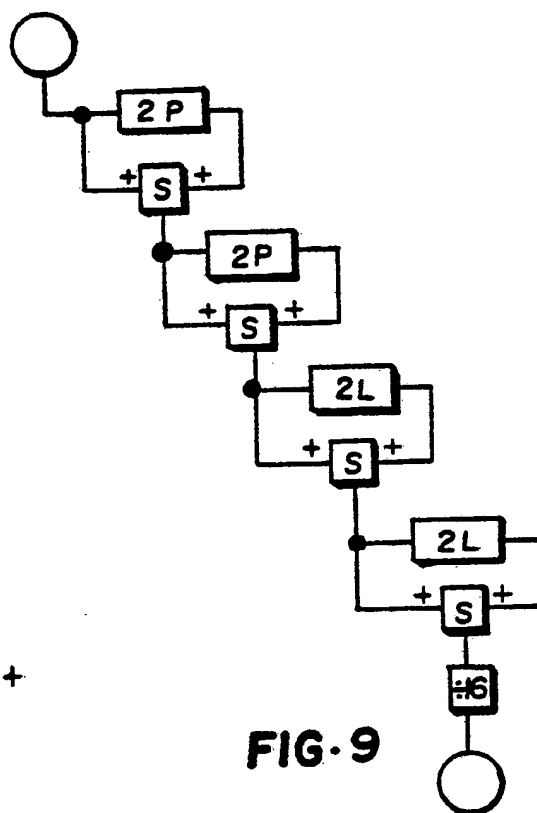 2P
+ S +
2P
+ S +
2L
+ S +
2L
+ S +
÷16
+
FIG. 9